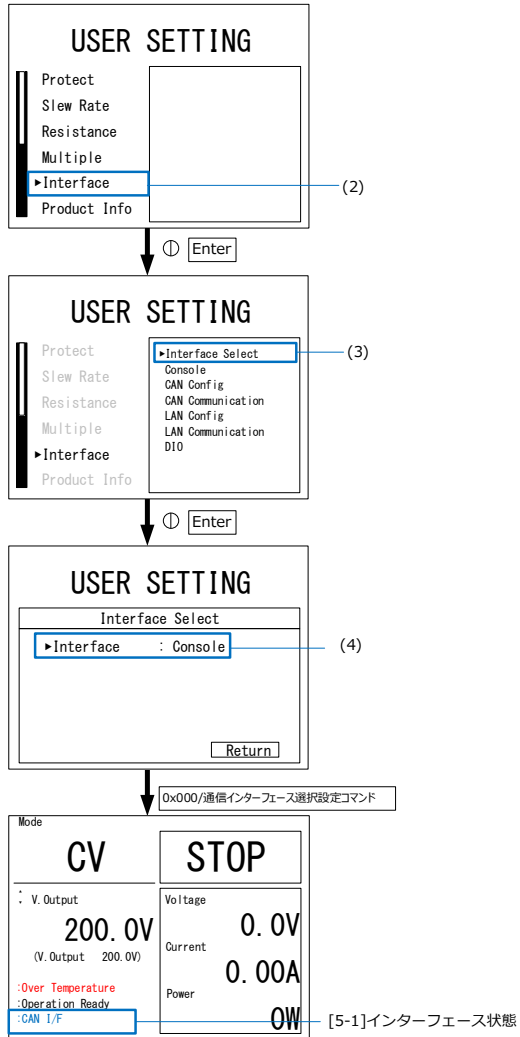 USER SETTING
Protect
Slew Rate
Resistance
Multiple
►Interface
Product Info
(2)
Enter
USER SETTING
Protect
Slew Rate
Resistance
Multiple
►Interface
Product Info
►Interface Select
Console
CAN Config
CAN Communication
LAN Config
LAN Communication
DIO
(3)
Enter
USER SETTING
Interface Select
►Interface : Console
(4)
Return
0x000/通信インターフェース選択設定コマンド
Mode
CV
STOP
V.Output
200.0V
(V.Output 200.0V)
:Over Temperature
:Operation Ready
:CAN I/F
Voltage
0.0V
Current
0.00A
Power
0W
[5-1]インターフェース状態